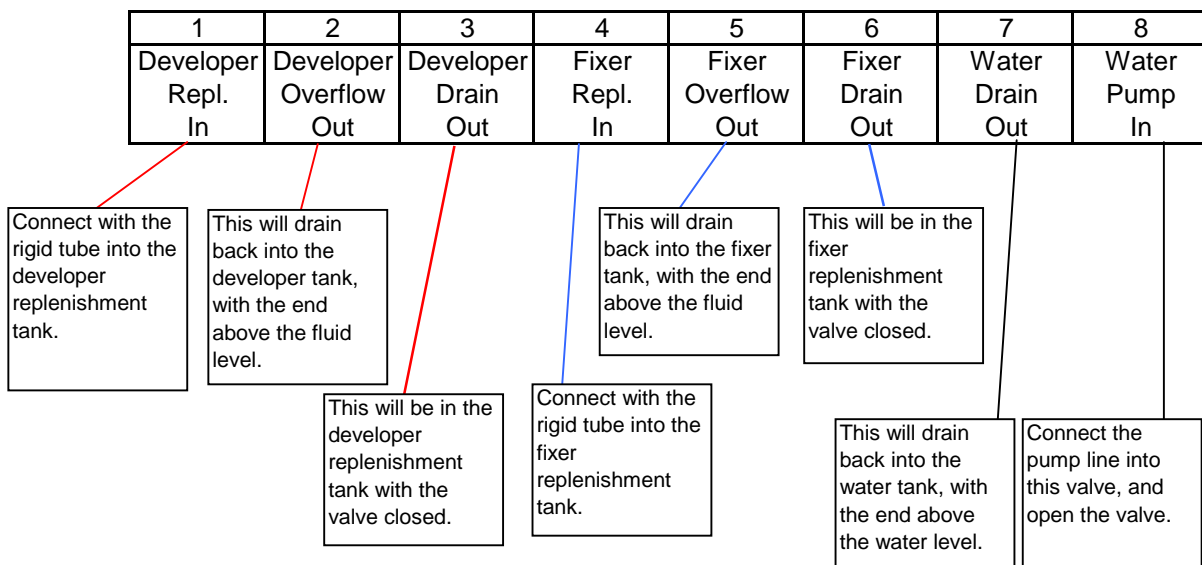 1 2 3 4 5 6 7 8
Developer Developer Developer Fixer Fixer Fixer Water Water
Repl. Overflow Drain Repl. Overflow Drain Drain Pump
In Out Out In Out Out Out In
Connect with the
rigid tube into the
developer
replenishment
tank.
This will drain
back into the
developer tank,
with the end
above the fluid
level.
This will drain
back into the fixer
tank, with the end
above the fluid
level.
This will be in the
fixer
replenishment
tank with the
valve closed.
This will be in the
developer
replenishment
tank with the
valve closed.
Connect with the
rigid tube into the
fixer
replenishment
tank.
This will drain
back into the
water tank, with
the end above
the water level.
Connect the
pump line into
this valve, and
open the valve.